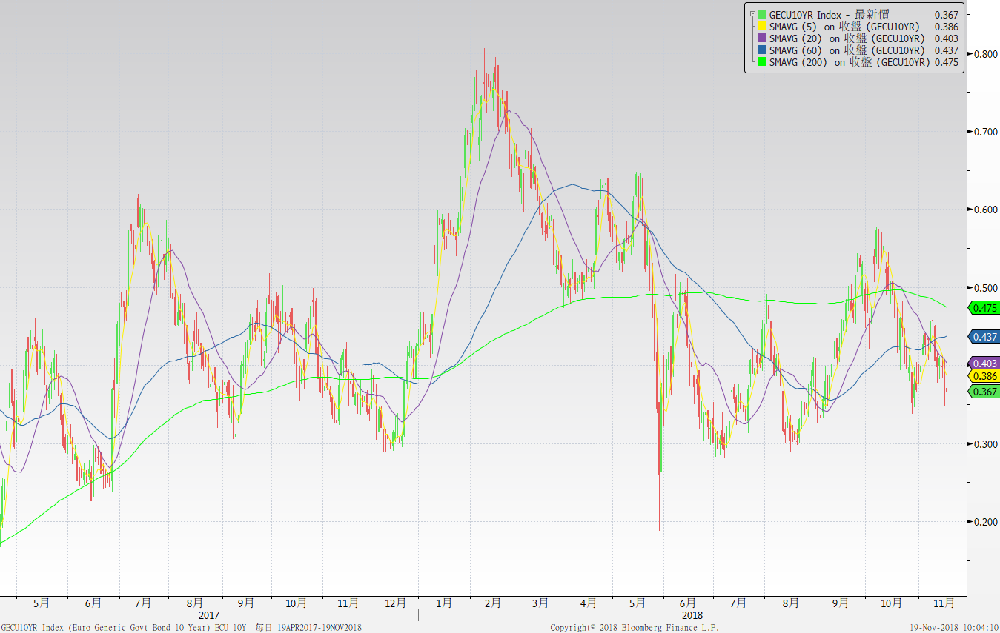 GECU10YR Index - 最新價 0.367
SMAVG (5) on 收盤 (GECU10YR) 0.386
SMAVG (20) on 收盤 (GECU10YR) 0.403
SMAVG (60) on 收盤 (GECU10YR) 0.437
SMAVG (200) on 收盤 (GECU10YR) 0.475
0.800
0.700
0.600
0.500
0.475
0.437
0.403
0.386
0.367
0.300
0.200
5月 6月 7月 8月 9月 10月 11月 12月 1月 2月 3月 4月 5月 6月 7月 8月 9月 10月 11月
2017 2018
GECU10YR Index (Euro Generic Govt Bond 10 Year) ECU 10Y 每日 19APR2017-19NOV2018 Copyright© 2018 Bloomberg Finance L.P. 19-Nov-2018 10:04:10